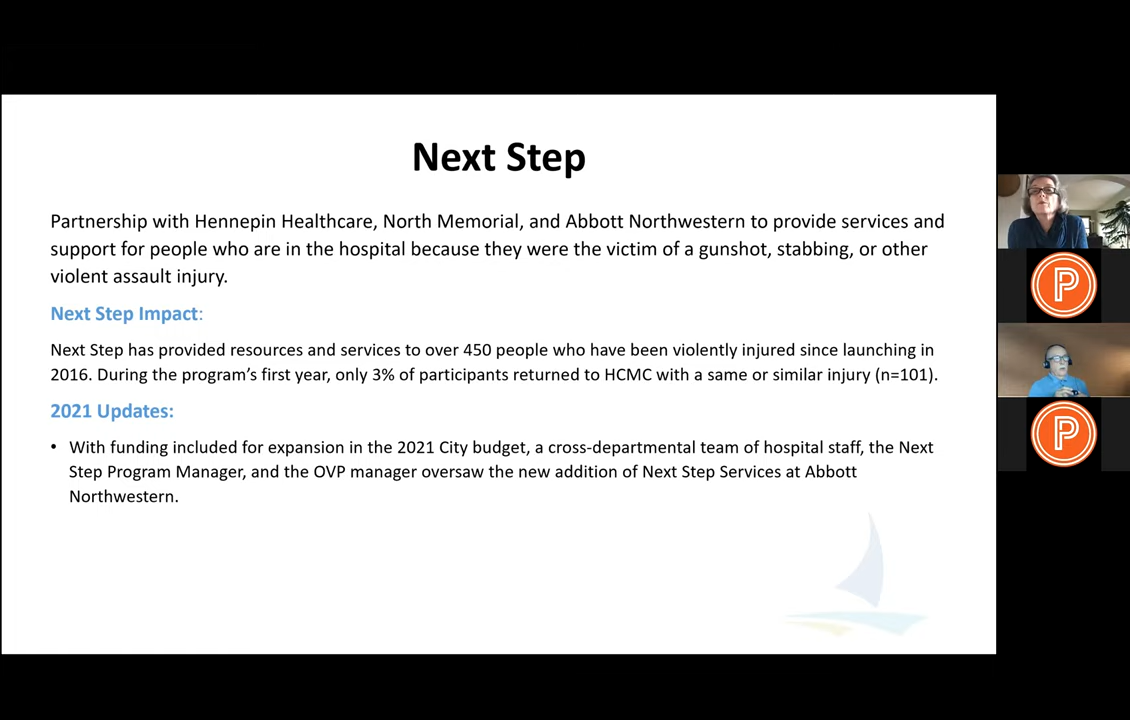 Next Step
Partnership with Hennepin Healthcare, North Memorial, and Abbott Northwestern to provide services and
support for people who are in the hospital because they were the victim of a gunshot, stabbing, or other
violent assault injury.
Next Step Impact:
Next Step has provided resources and services to over 450 people who have been violently injured since launching in
2016. During the program’s first year, only 3% of participants returned to HCMC with a same or similar injury (n=101).
2021 Updates:
• With funding included for expansion in the 2021 City budget, a cross-departmental team of hospital staff, the Next
Step Program Manager, and the OVP manager oversaw the new addition of Next Step Services at Abbott
Northwestern.
P
P